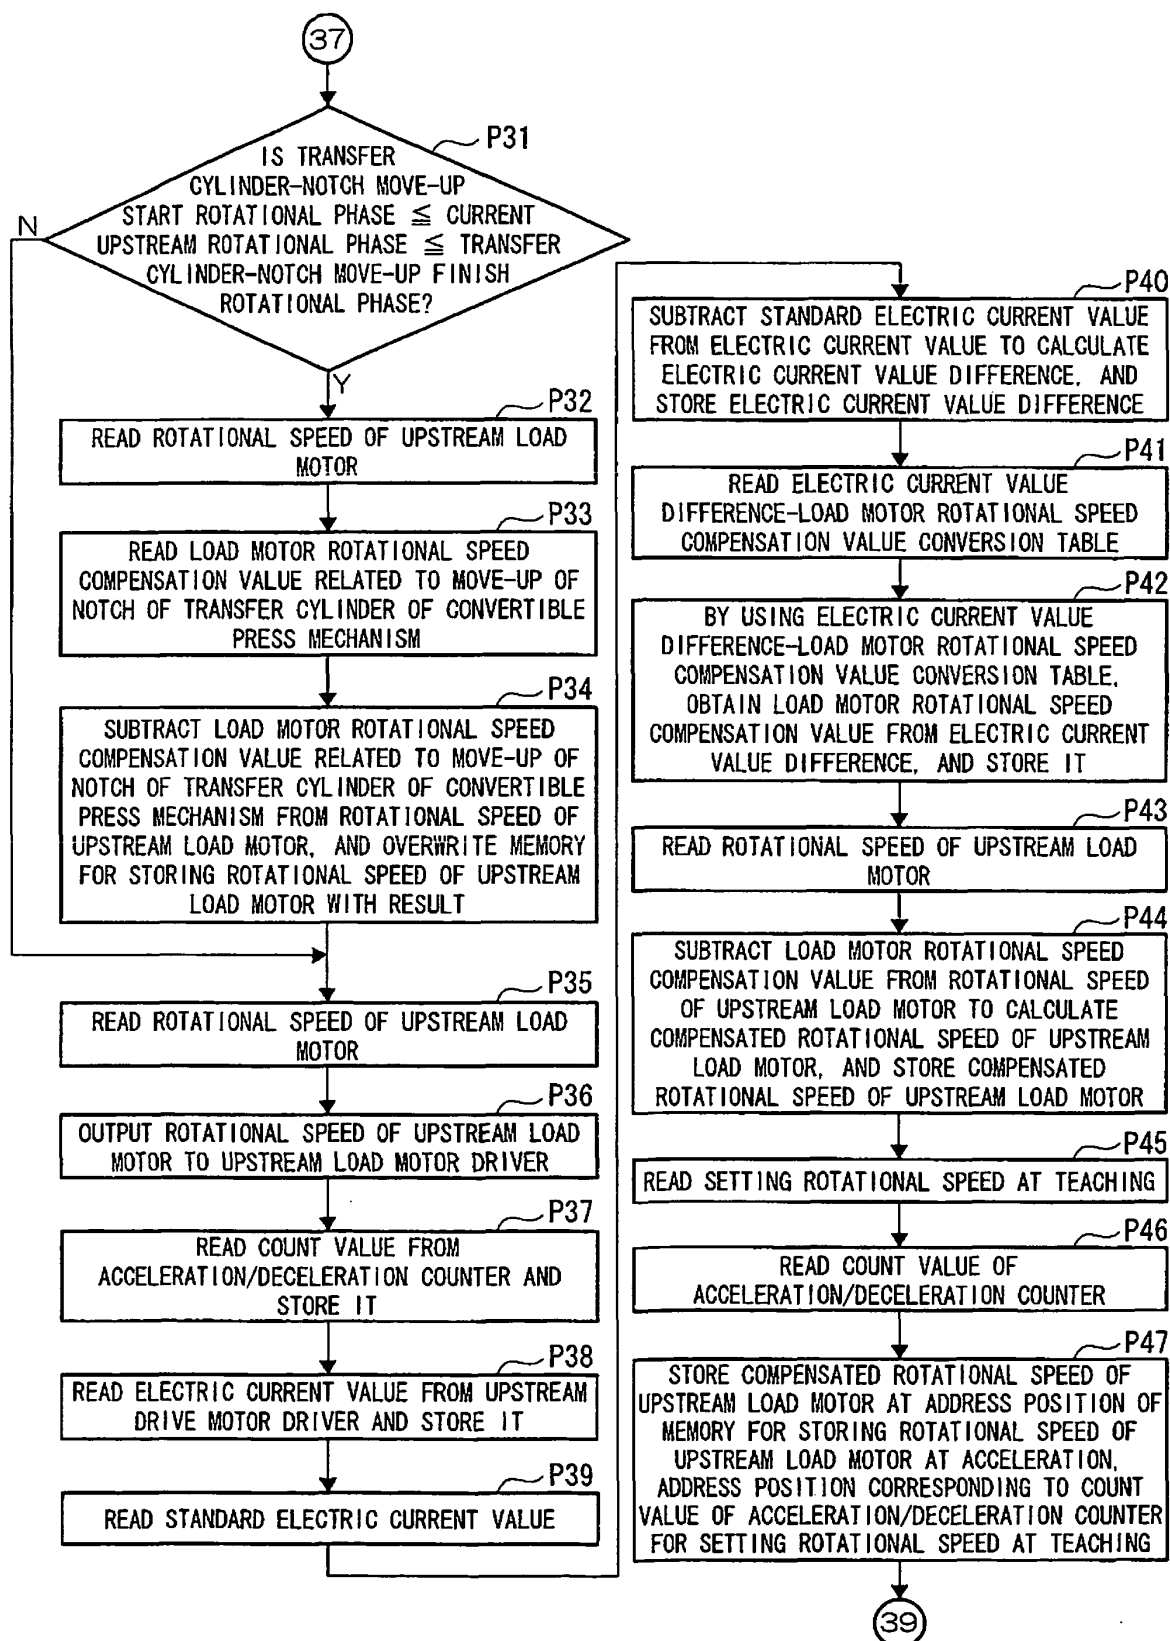 37
P31
IS TRANSFER
CYLINDER-NOTCH MOVE-UP
START ROTATIONAL PHASE ≦ CURRENT
UPSTREAM ROTATIONAL PHASE ≦ TRANSFER
CYLINDER-NOTCH MOVE-UP FINISH
ROTATIONAL PHASE?
N
Y
P32
READ ROTATIONAL SPEED OF UPSTREAM LOAD
MOTOR
P33
READ LOAD MOTOR ROTATIONAL SPEED
COMPENSATION VALUE RELATED TO MOVE-UP OF
NOTCH OF TRANSFER CYLINDER OF CONVERTIBLE
PRESS MECHANISM
P34
SUBTRACT LOAD MOTOR ROTATIONAL SPEED
COMPENSATION VALUE RELATED TO MOVE-UP OF
NOTCH OF TRANSFER CYLINDER OF CONVERTIBLE
PRESS MECHANISM FROM ROTATIONAL SPEED OF
UPSTREAM LOAD MOTOR, AND OVERWRITE MEMORY
FOR STORING ROTATIONAL SPEED OF UPSTREAM
LOAD MOTOR WITH RESULT
P35
READ ROTATIONAL SPEED OF UPSTREAM LOAD
MOTOR
P36
OUTPUT ROTATIONAL SPEED OF UPSTREAM LOAD
MOTOR TO UPSTREAM LOAD MOTOR DRIVER
P37
READ COUNT VALUE FROM
ACCELERATION/DECELERATION COUNTER AND
STORE IT
P38
READ ELECTRIC CURRENT VALUE FROM UPSTREAM
DRIVE MOTOR DRIVER AND STORE IT
P39
READ STANDARD ELECTRIC CURRENT VALUE
P40
SUBTRACT STANDARD ELECTRIC CURRENT VALUE
FROM ELECTRIC CURRENT VALUE TO CALCULATE
ELECTRIC CURRENT VALUE DIFFERENCE, AND
STORE ELECTRIC CURRENT VALUE DIFFERENCE
P41
READ ELECTRIC CURRENT VALUE
DIFFERENCE-LOAD MOTOR ROTATIONAL SPEED
COMPENSATION VALUE CONVERSION TABLE
P42
BY USING ELECTRIC CURRENT VALUE
DIFFERENCE-LOAD MOTOR ROTATIONAL SPEED
COMPENSATION VALUE CONVERSION TABLE,
OBTAIN LOAD MOTOR ROTATIONAL SPEED
COMPENSATION VALUE FROM ELECTRIC CURRENT
VALUE DIFFERENCE, AND STORE IT
P43
READ ROTATIONAL SPEED OF UPSTREAM LOAD
MOTOR
P44
SUBTRACT LOAD MOTOR ROTATIONAL SPEED
COMPENSATION VALUE FROM ROTATIONAL SPEED
OF UPSTREAM LOAD MOTOR TO CALCULATE
COMPENSATED ROTATIONAL SPEED OF UPSTREAM
LOAD MOTOR, AND STORE COMPENSATED
ROTATIONAL SPEED OF UPSTREAM LOAD MOTOR
P45
READ SETTING ROTATIONAL SPEED AT TEACHING
P46
READ COUNT VALUE OF
ACCELERATION/DECELERATION COUNTER
P47
STORE COMPENSATED ROTATIONAL SPEED OF
UPSTREAM LOAD MOTOR AT ADDRESS POSITION OF
MEMORY FOR STORING ROTATIONAL SPEED OF
UPSTREAM LOAD MOTOR AT ACCELERATION,
ADDRESS POSITION CORRESPONDING TO COUNT
VALUE OF ACCELERATION/DECELERATION COUNTER
FOR SETTING ROTATIONAL SPEED AT TEACHING
39